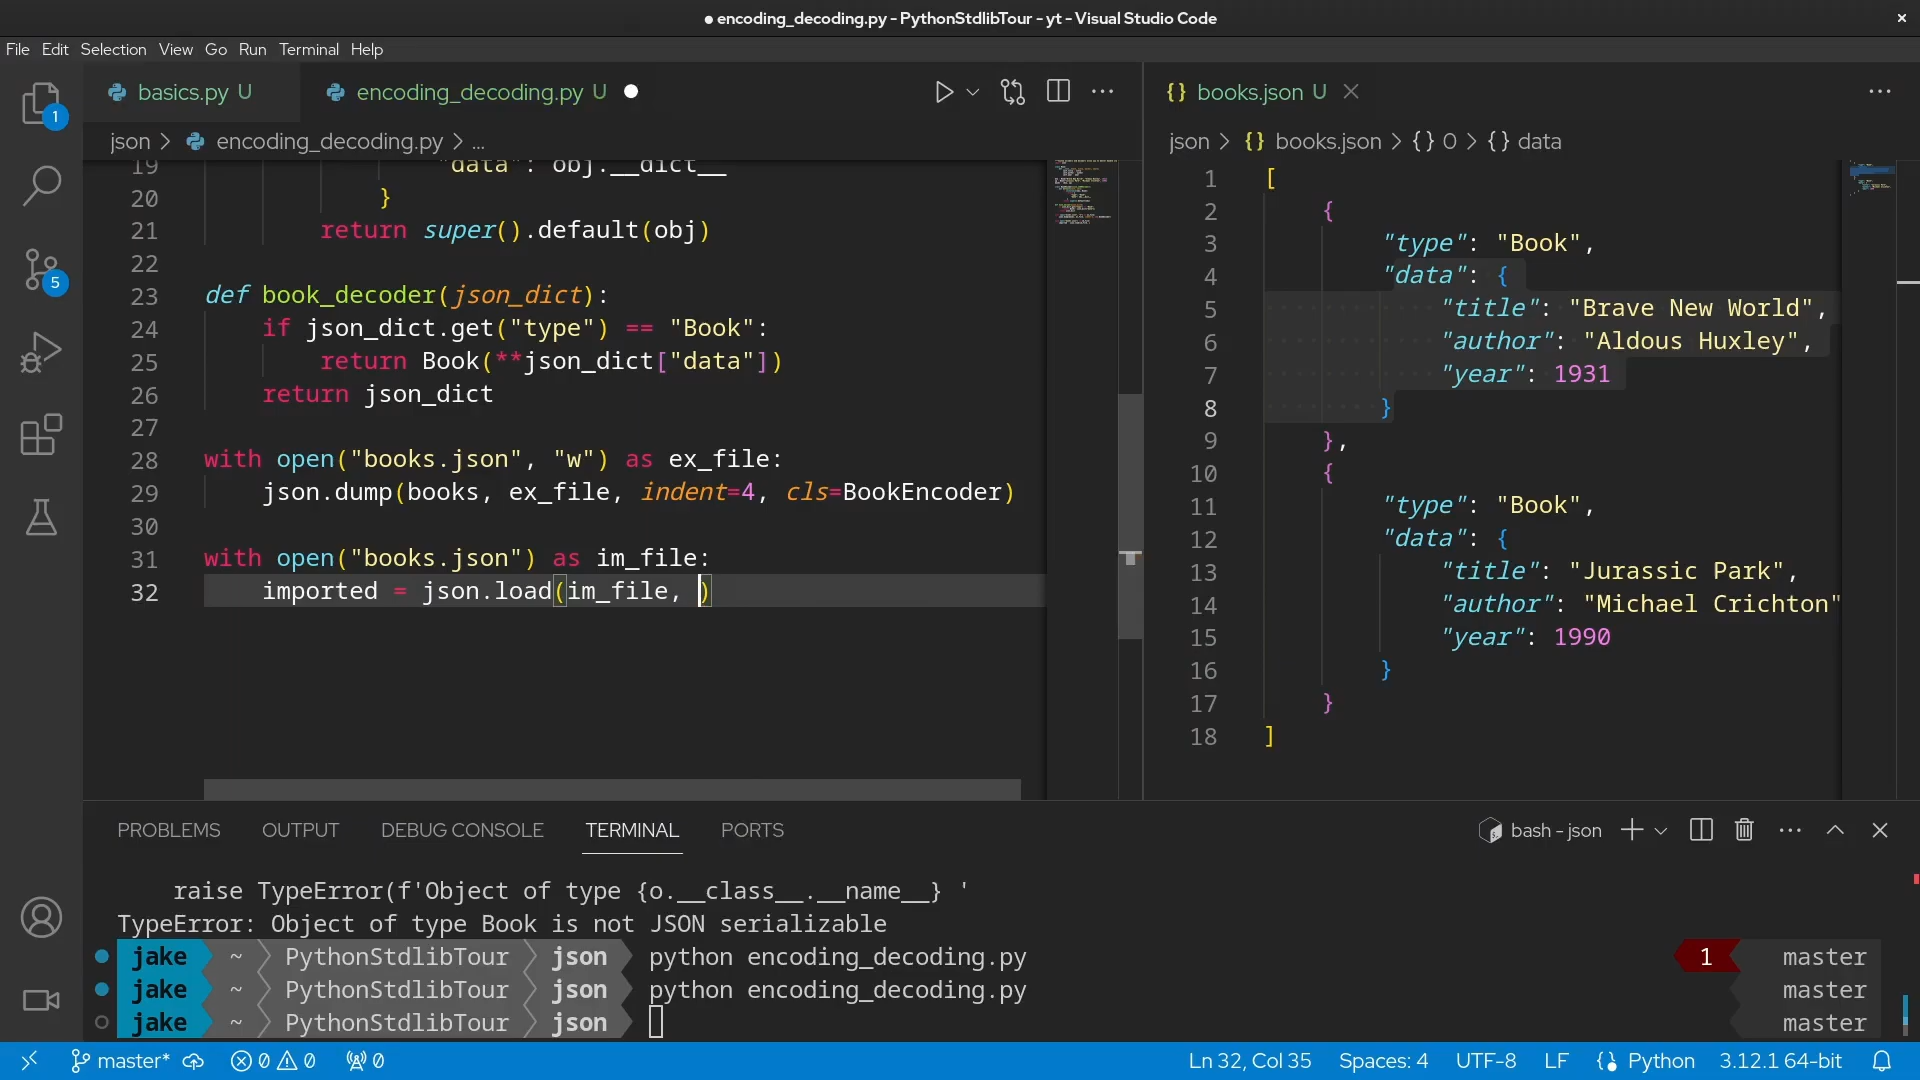 ● encoding_decoding.py - PythonStdlibTour - yt - Visual Studio Code
File Edit Selection View Go Run Terminal Help
basics.py U
encoding_decoding.py U
json > encoding_decoding.py > ...
19 "data": obj.__dict__
20 }
21 return super().default(obj)
22
23 def book_decoder(json_dict):
24 if json_dict.get("type") == "Book":
25 return Book(**json_dict["data"])
26 return json_dict
27
28 with open("books.json", "w") as ex_file:
29 json.dump(books, ex_file, indent=4, cls=BookEncoder)
30
31 with open("books.json") as im_file:
32 imported = json.load(im_file, )
{} books.json U
json > {} books.json > {} 0 > {} data
1 [
2 {
3 "type": "Book",
4 "data": {
5 "title": "Brave New World",
6 "author": "Aldous Huxley",
7 "year": 1931
8 }
9 },
10 {
11 "type": "Book",
12 "data": {
13 "title": "Jurassic Park",
14 "author": "Michael Crichton"
15 "year": 1990
16 }
17 }
18 ]
1
5
PROBLEMS OUTPUT DEBUG CONSOLE TERMINAL PORTS
bash - json
raise TypeError(f'Object of type {o.__class__.__name__} '
TypeError: Object of type Book is not JSON serializable
jake ~ PythonStdlibTour json python encoding_decoding.py 1 master
jake ~ PythonStdlibTour json python encoding_decoding.py master
jake ~ PythonStdlibTour json master
master* 0 0 0 Ln 32, Col 35 Spaces: 4 UTF-8 LF Python 3.12.1 64-bit